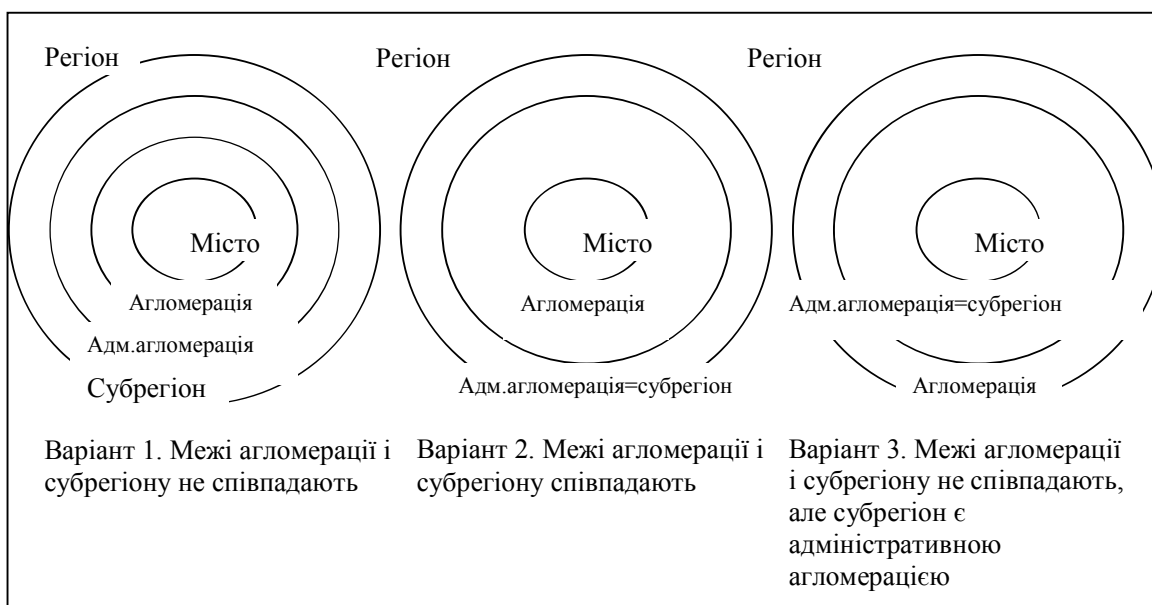 Регіон
Місто
Агломерація
Адм.агломерація
Субрегіон
Варіант 1. Межі агломерації і
субрегіону не співпадають
Регіон
Місто
Агломерація
Адм.агломерація=субрегіон
Варіант 2. Межі агломерації і
субрегіону співпадають
Регіон
Місто
Адм.агломерація=субрегіон
Агломерація
Варіант 3. Межі агломерації
і субрегіону не співпадають,
але субрегіон є
адміністративною
агломерацією